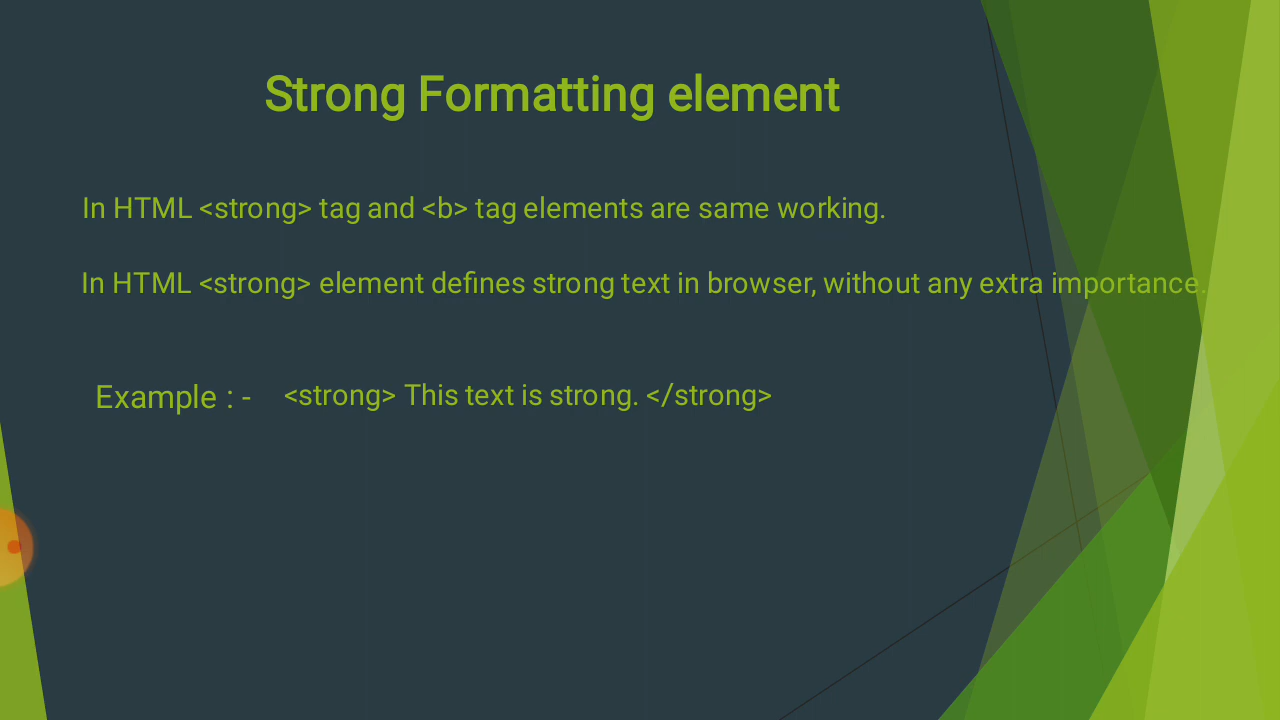 Strong Formatting element
In HTML <strong> tag and <b> tag elements are same working.
In HTML <strong> element defines strong text in browser, without any extra importance.
Example : - <strong> This text is strong. </strong>